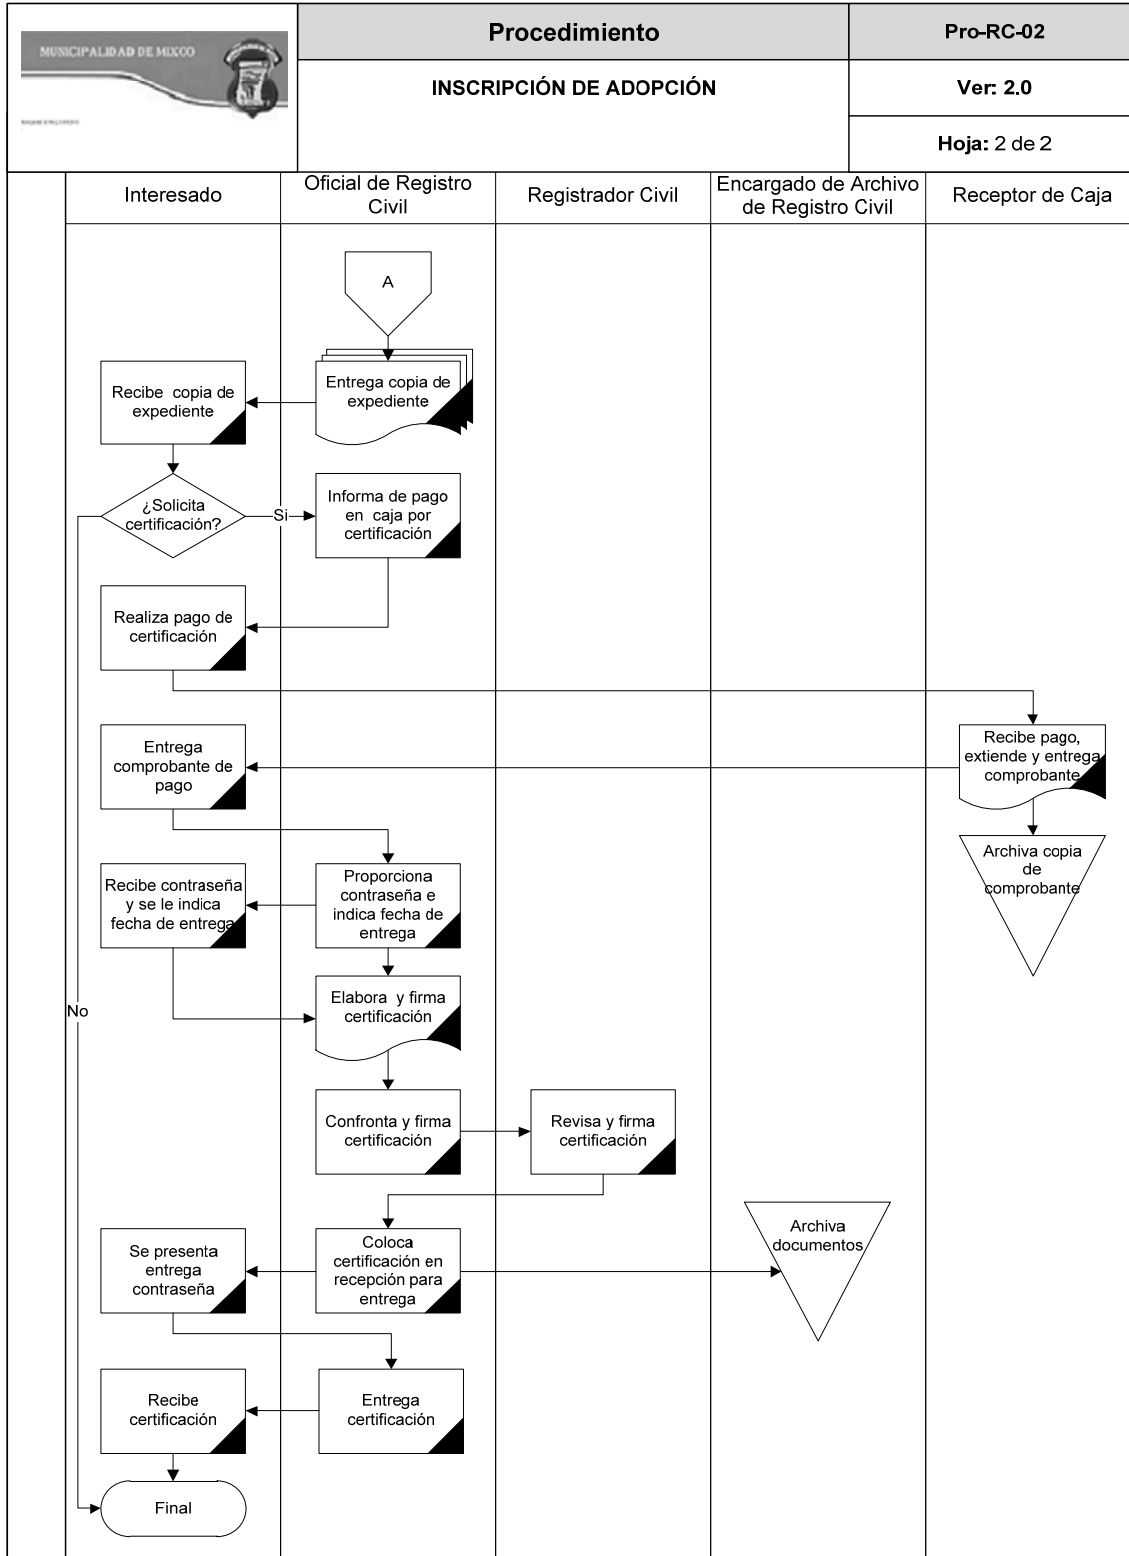 MUNICIPALIDAD DE MIXCO
Procedimiento
Pro-RC-02
INSCRIPCIÓN DE ADOPCIÓN
Ver: 2.0
Hoja: 2 de 2
Interesado
Oficial de Registro
Civil
Registrador Civil
Encargado de Archivo
de Registro Civil
Receptor de Caja
A
Entrega copia de
expediente
Recibe copia de
expediente
¿Solicita
certificación?
Si
Informa de pago
en caja por
certificación
Realiza pago de
certificación
Recibe pago,
extiende y entrega
comprobante
Entrega
comprobante de
pago
Archiva copia
de
comprobante
Proporciona
contraseña e
indica fecha de
entrega
Recibe contraseña
y se le indica
fecha de entrega
Elabora y firma
certificación
No
Confronta y firma
certificación
Revisa y firma
certificación
Coloca
certificación en
recepción para
entrega
Archiva
documentos
Se presenta
entrega
contraseña
Entrega
certificación
Recibe
certificación
Final